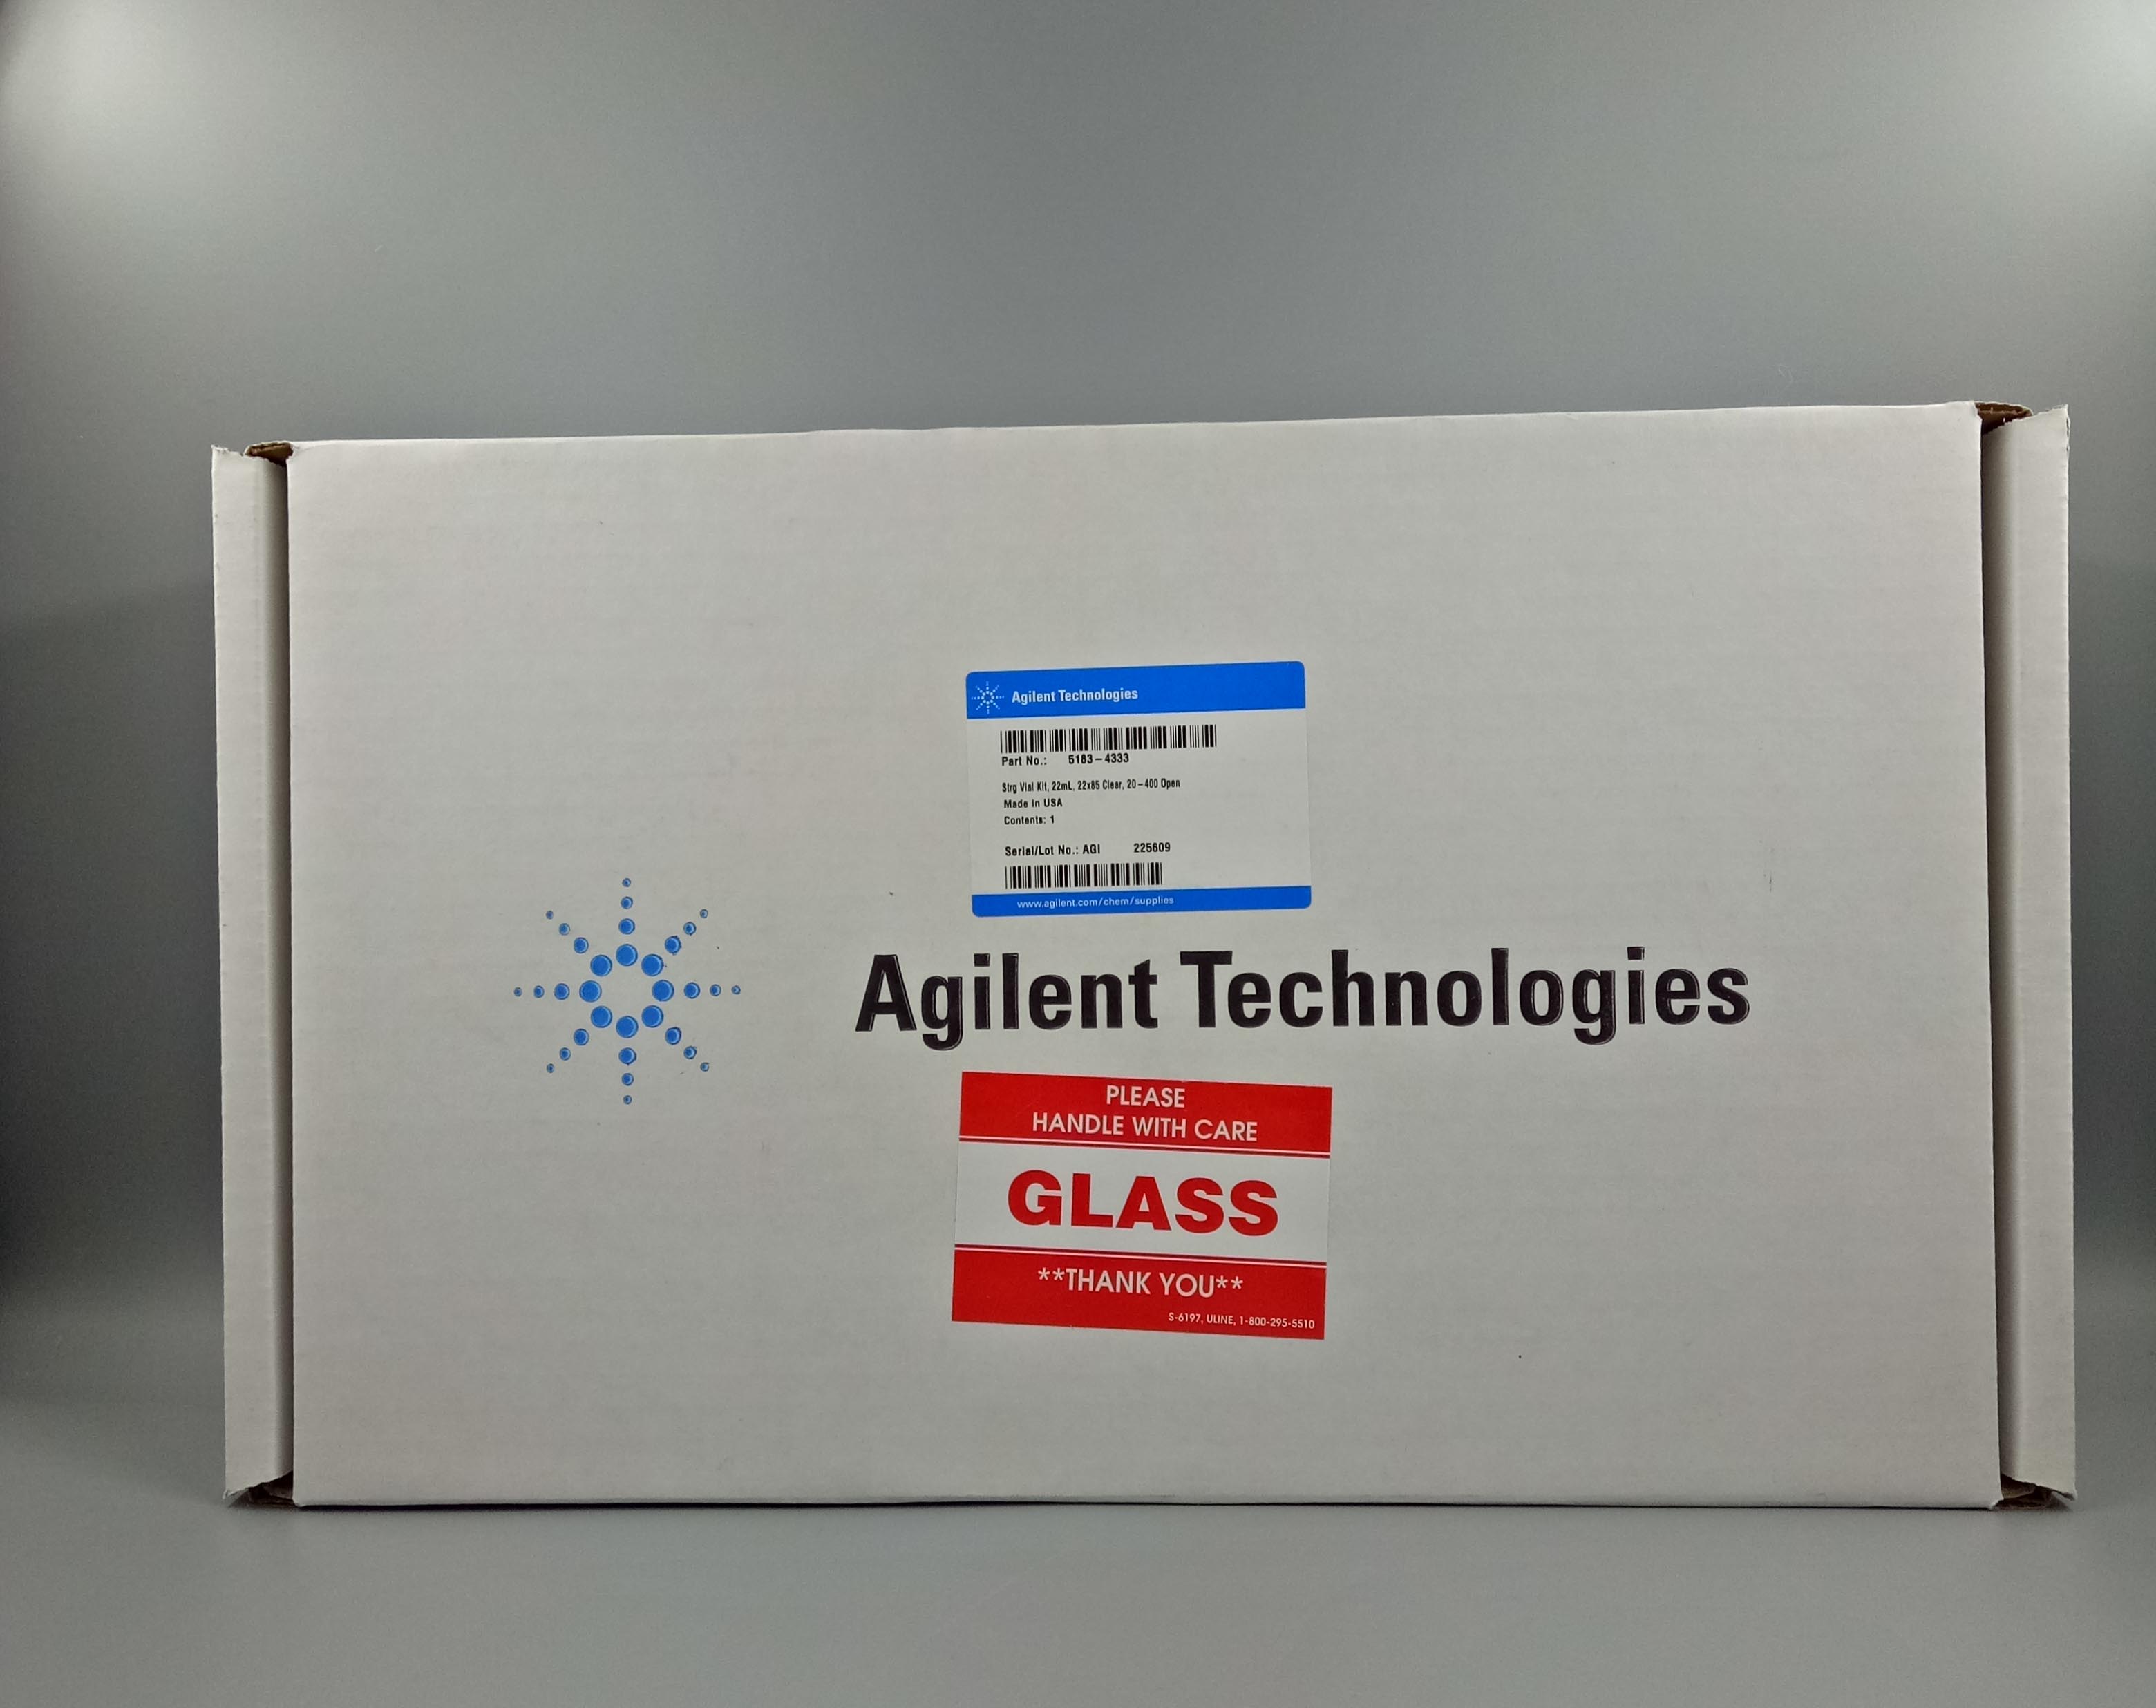 Agilent Technologies
Part No.: 5183-4333
Strg Vial Kit, 22mL, 22x85 Clear, 20-400 Open
Made in USA
Contents: 1
Serial/Lot No.: AGI 225609
www.agilent.com/chem/supplies
Agilent Technologies
PLEASE
HANDLE WITH CARE
GLASS
**THANK YOU**
S-6197, ULINE, 1-800-295-5510